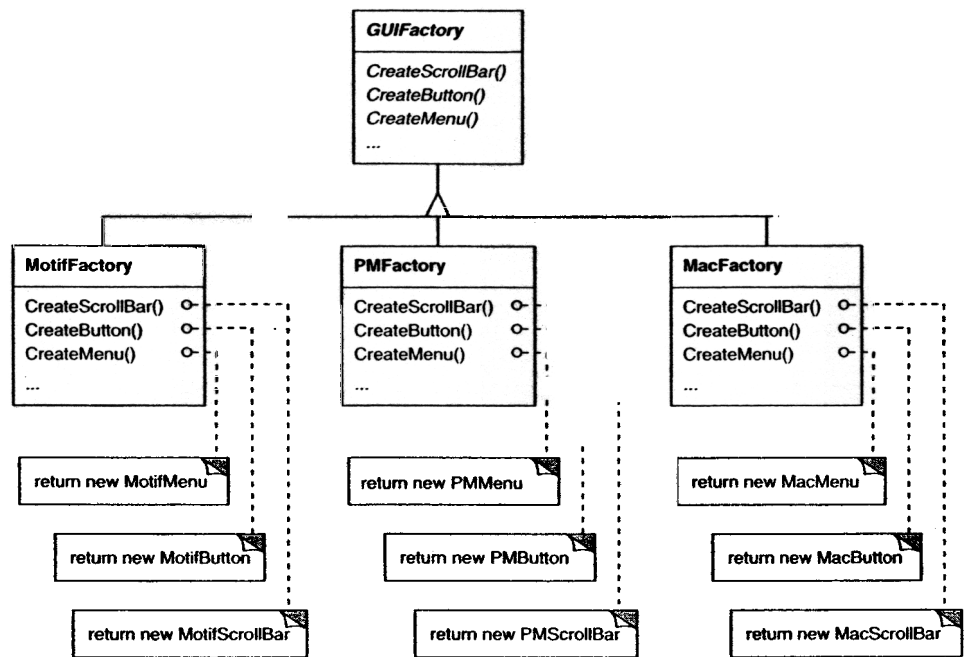 GUIFactory
CreateScrollBar()
CreateButton()
CreateMenu()
...
MotifFactory
CreateScrollBar()
CreateButton()
CreateMenu()
...
PMFactory
CreateScrollBar()
CreateButton()
CreateMenu()
...
MacFactory
CreateScrollBar()
CreateButton()
CreateMenu()
...
return new MotifMenu
return new PMMenu
return new MacMenu
return new MotifButton
return new PMButton
return new MacButton
return new MotifScrollBar
return new PMScrollBar
return new MacScrollBar